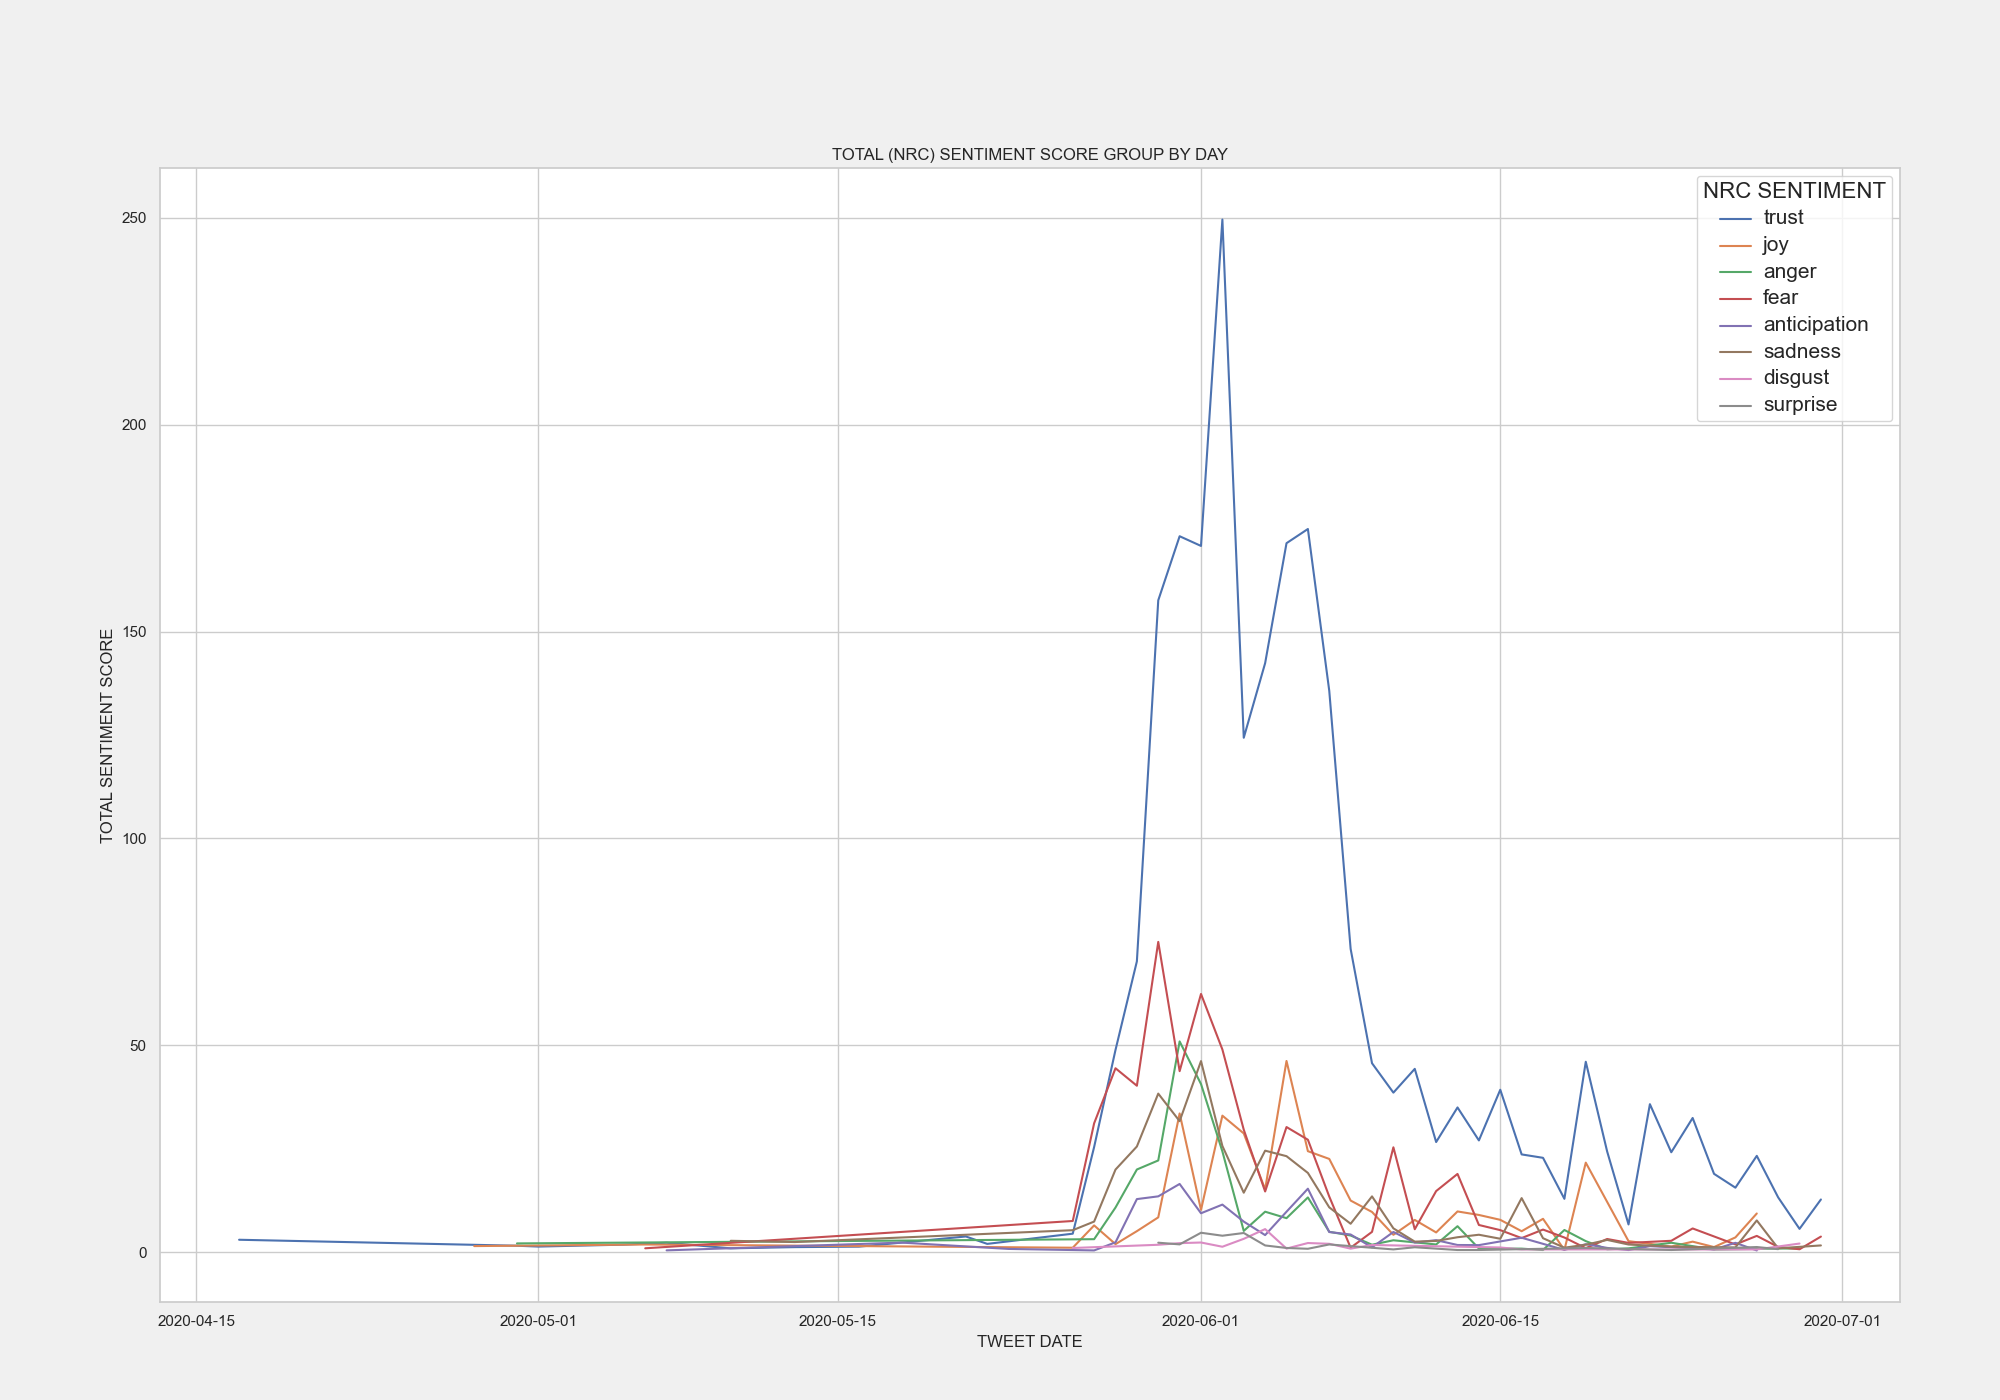 TOTAL (NRC) SENTIMENT SCORE GROUP BY DAY
NRC SENTIMENT
trust
joy
anger
fear
anticipation
sadness
disgust
surprise
TOTAL SENTIMENT SCORE
250
200
150
100
50
0
2020-04-15 2020-05-01 2020-05-15 2020-06-01 2020-06-15 2020-07-01
TWEET DATE